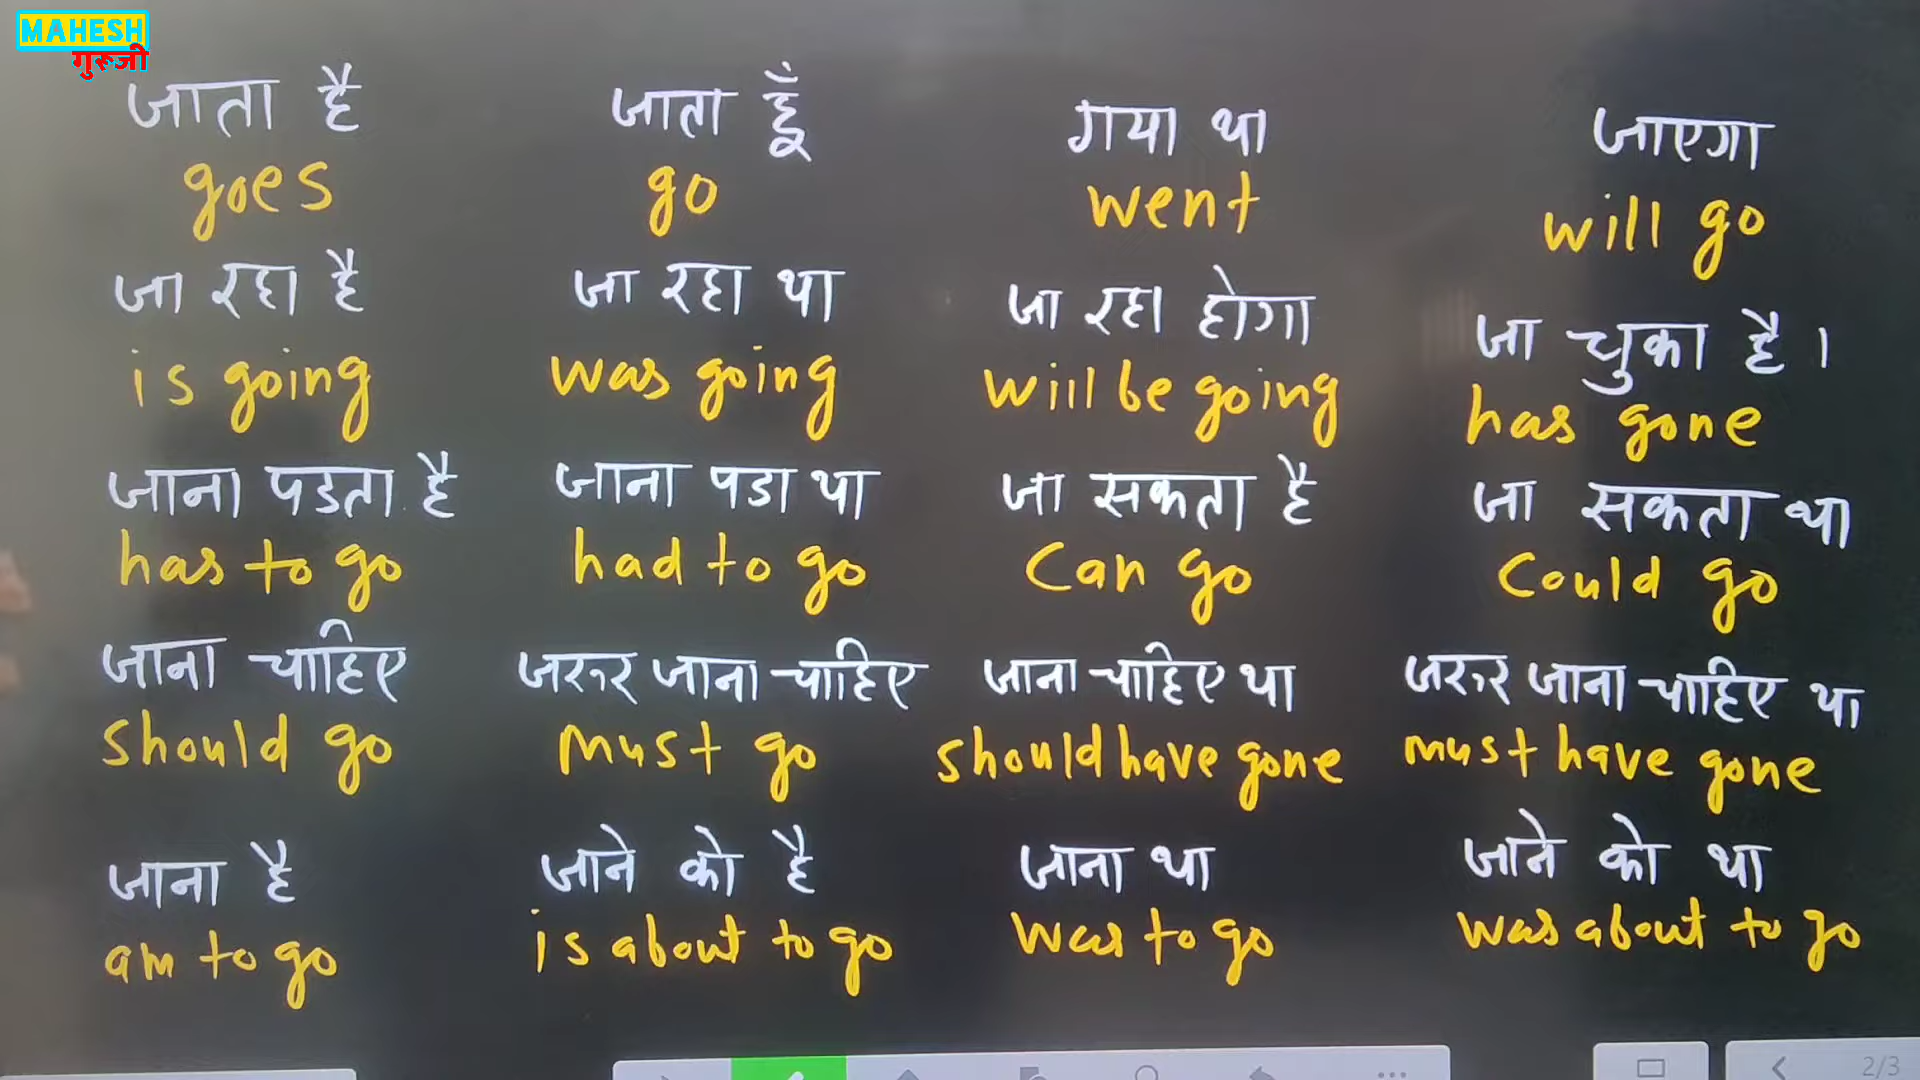 MAHESH
गुरूजी
जाता है जाता हूँ गया था जाएगा
goes go went will go
जा रहा है जा रहा था जा रहा होगा जा चुका है।
is going was going will be going has gone
जाना पडता है जाना पडा था जा सकता है जा सकता था
has to go had to go can go Could go
जाना चाहिए जरूर जाना चाहिए जाना चाहिए था जरूर जाना चाहिए था
should go must go should have gone must have gone
जाना है जाने को है जाना था जाने को था
am to go is about to go was to go was about to go
2/3